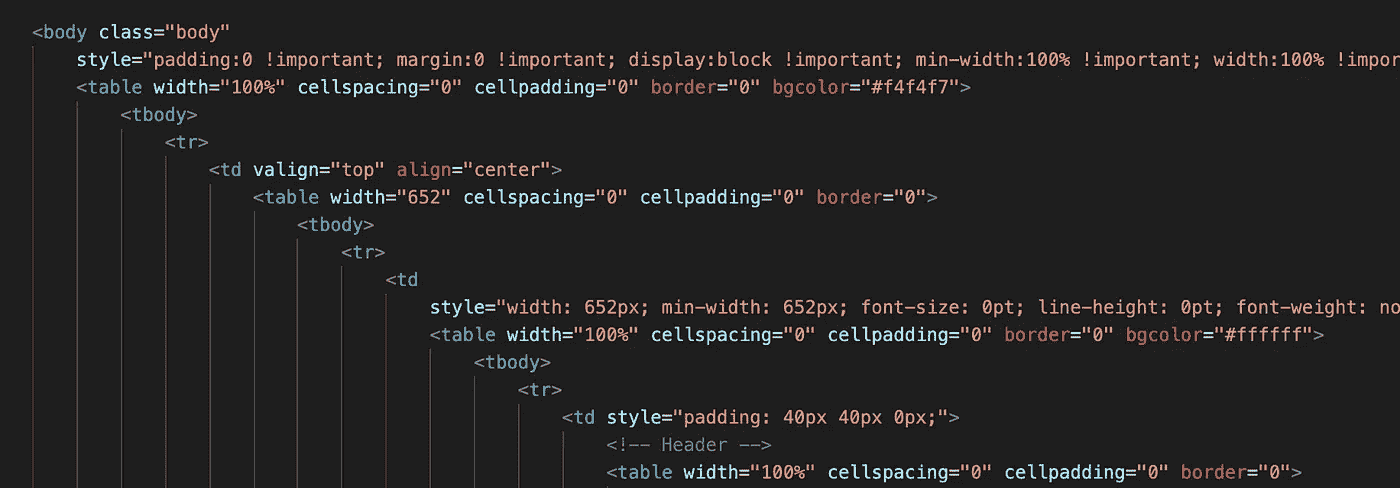 <body class="body"
style="padding:0 !important; margin:0 !important; display:block !important; min-width:100% !important; width:100% !impor
<table width="100%" cellspacing="0" cellpadding="0" border="0" bgcolor="#f4f4f7">
<tbody>
<tr>
<td valign="top" align="center">
<table width="652" cellspacing="0" cellpadding="0" border="0">
<tbody>
<tr>
<td
style="width: 652px; min-width: 652px; font-size: 0pt; line-height: 0pt; font-weight: no
<table width="100%" cellspacing="0" cellpadding="0" border="0" bgcolor="#ffffff">
<tbody>
<tr>
<td style="padding: 40px 40px 0px;">
<!-- Header -->
<table width="100%" cellspacing="0" cellpadding="0" border="0">